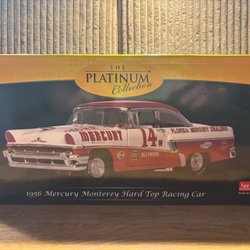 THE
PLATINUM
Collection
MERCURY
14
W
FLORIDA MERCURY DEALERS
1956 Mercury Monterey Hard Top Racing Car